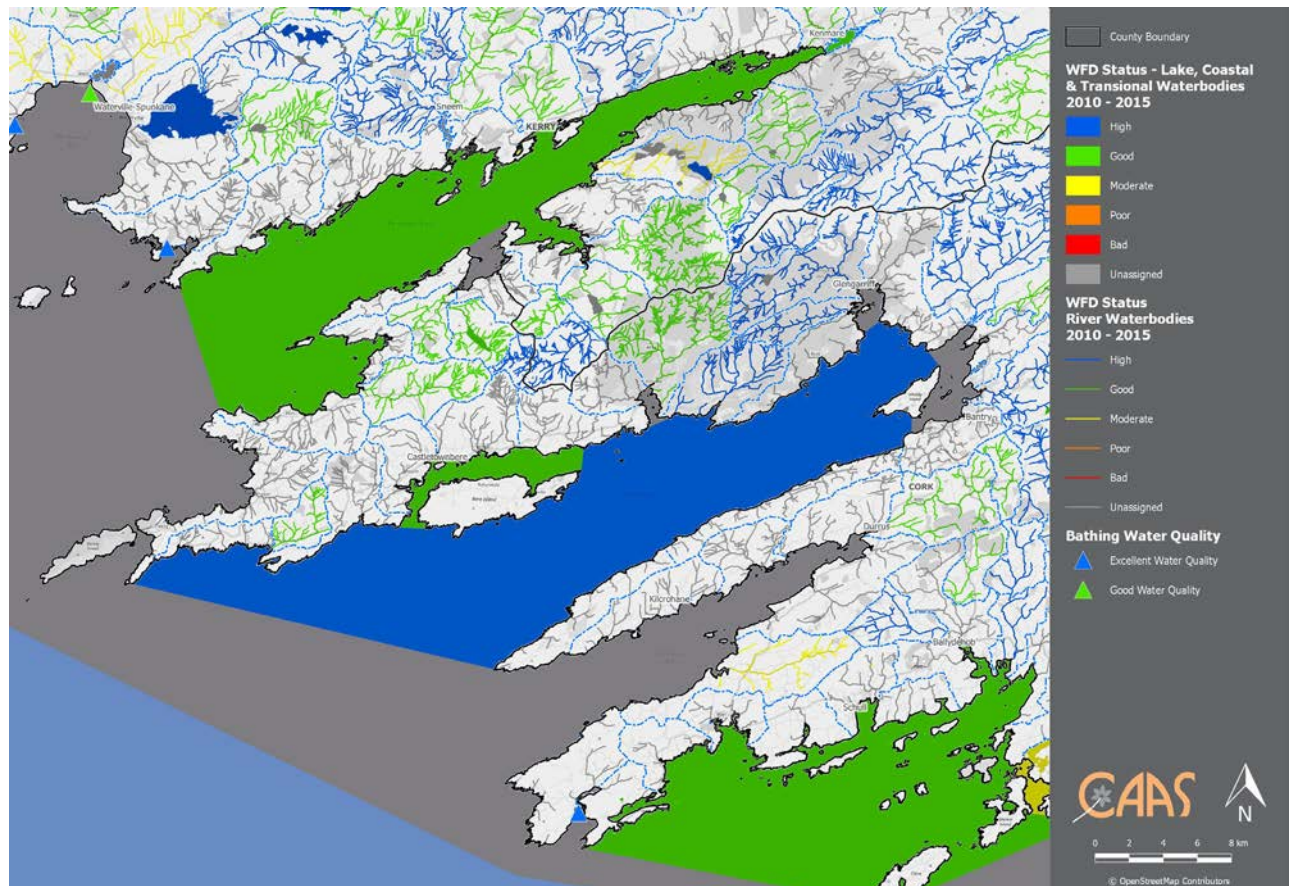 Kenmare
Waterville-Spunkane
Sneem
KERRY
Glengarriff
Bantry
Castletownbere
Bere Island
CORK
Durrus
Kilcrohane
Ballydehob
Schull
County Boundary
WFD Status - Lake, Coastal
& Transional Waterbodies
2010 - 2015
High
Good
Moderate
Poor
Bad
Unassigned
WFD Status
River Waterbodies
2010 - 2015
High
Good
Moderate
Poor
Bad
Unassigned
Bathing Water Quality
Excellent Water Quality
Good Water Quality
CAAS
N
0 2 4 6 8 km
© OpenStreetMap Contributors